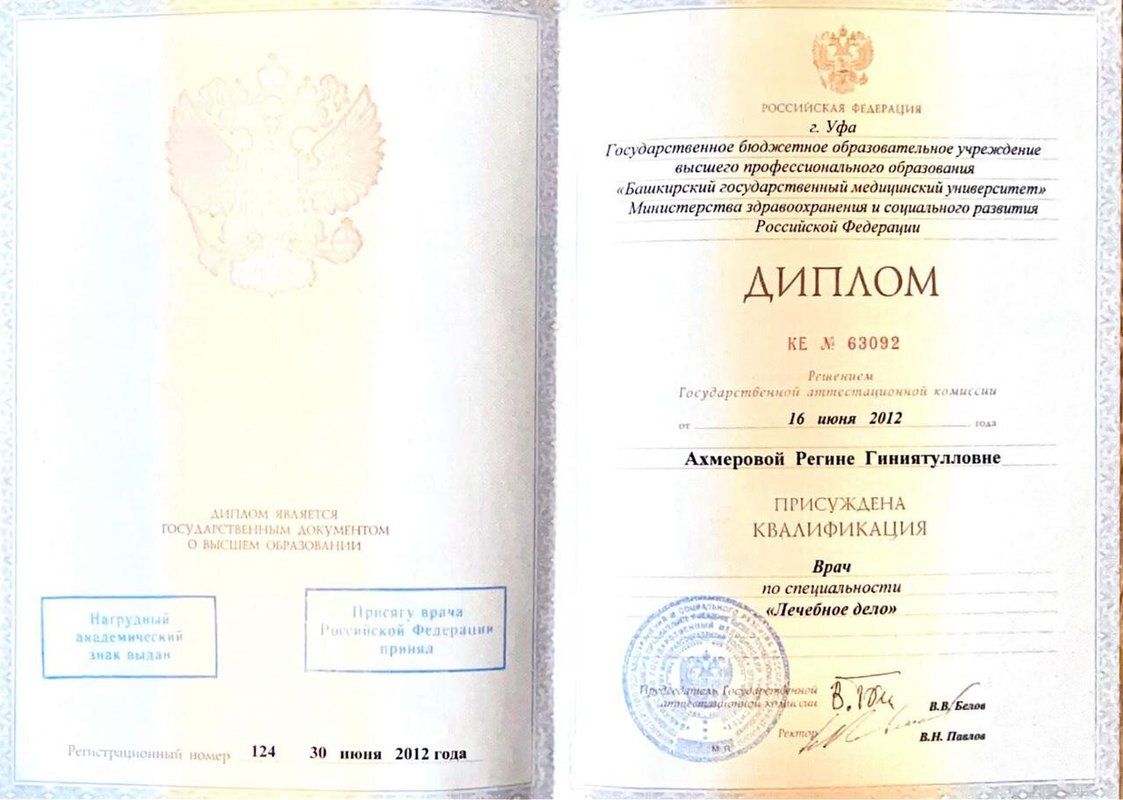 ДИПЛОМ ЯВЛЯЕТСЯ
ГОСУДАРСТВЕННЫМ ДОКУМЕНТОМ
О ВЫСШЕМ ОБРАЗОВАНИИ
Нагрудный
академический
знак выдан
Присягу врача
Российской Федерации
принял
Регистрационный номер 124 30 июня 2012 года
РОССИЙСКАЯ ФЕДЕРАЦИЯ
г. Уфа
Государственное бюджетное образовательное учреждение
высшего профессионального образования
«Башкирский государственный медицинский университет»
Министерства здравоохранения и социального развития
Российской Федерации
ДИПЛОМ
КЕ № 63092
Решением
Государственной аттестационной комиссии
от 16 июня 2012 года
Ахмеровой Регине Гиниятулловне
ПРИСУЖДЕНА
КВАЛИФИКАЦИЯ
Врач
по специальности
«Лечебное дело»
Председатель Государственной
аттестационной комиссии В.В. Белов
Ректор В.Н. Павлов
М.П.